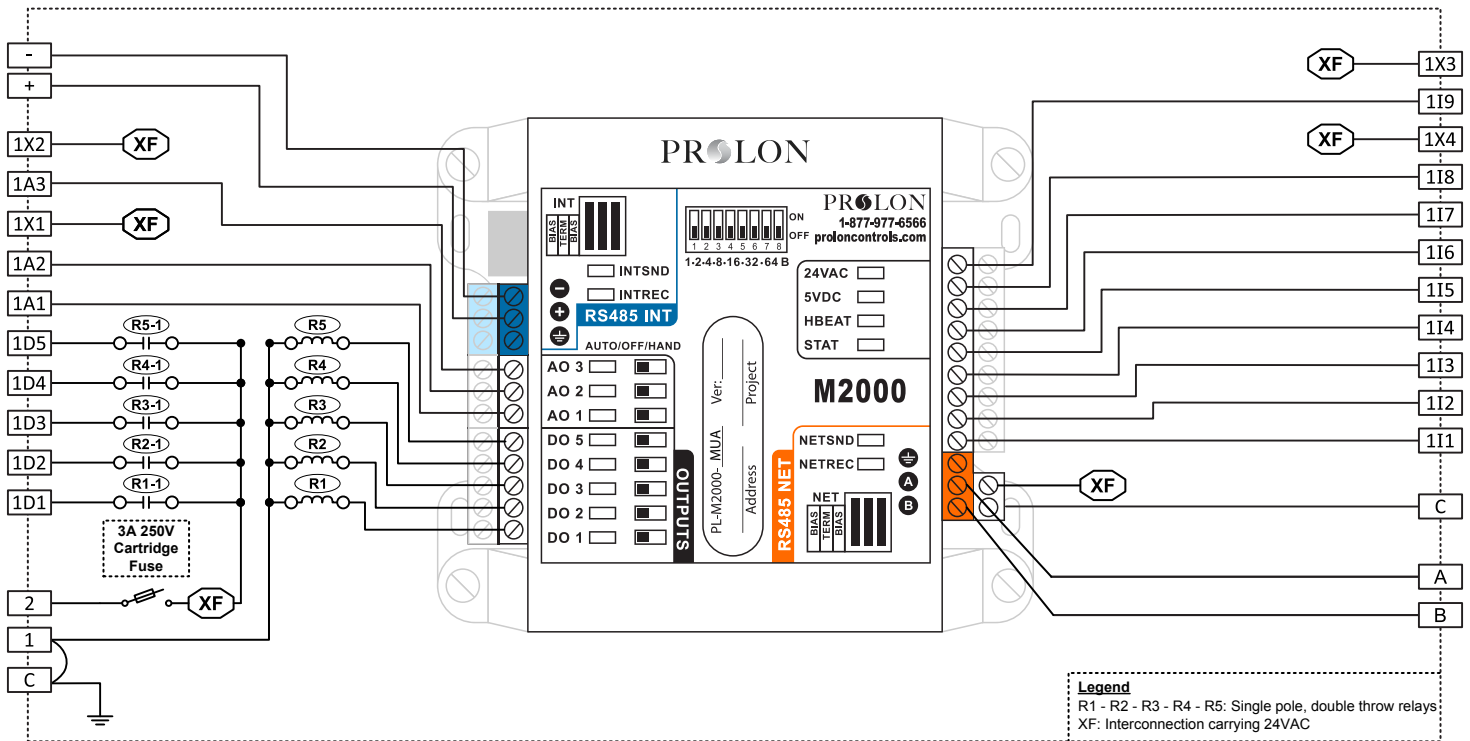 -
+
1X2
XF
1A3
1X1
XF
1A2
1A1
1D5
R5-1
R5
1D4
R4-1
R4
1D3
R3-1
R3
1D2
R2-1
R2
1D1
R1-1
R1
3A 250V
Cartridge
Fuse
2
XF
1
C
PROLON
INT
BIAS
TERM
BIAS
INTSND
INTREC
RS485 INT
1 2 3 4 5 6 7 8
ON
OFF
1·2·4·8·16·32·64 B
PROLON
1-877-977-6566
proloncontrols.com
24VAC
5VDC
HBEAT
STAT
AUTO/OFF/HAND
AO 3
AO 2
AO 1
DO 5
DO 4
DO 3
DO 2
DO 1
OUTPUTS
PL-M2000-_MUA Ver:____
Address Project
M2000
NETSND
NETREC
A
B
NET
BIAS
TERM
BIAS
RS485 NET
XF
1X3
1I9
XF
1X4
1I8
1I7
1I6
1I5
1I4
1I3
1I2
1I1
XF
C
A
B
Legend
R1 - R2 - R3 - R4 - R5: Single pole, double throw relays
XF: Interconnection carrying 24VAC